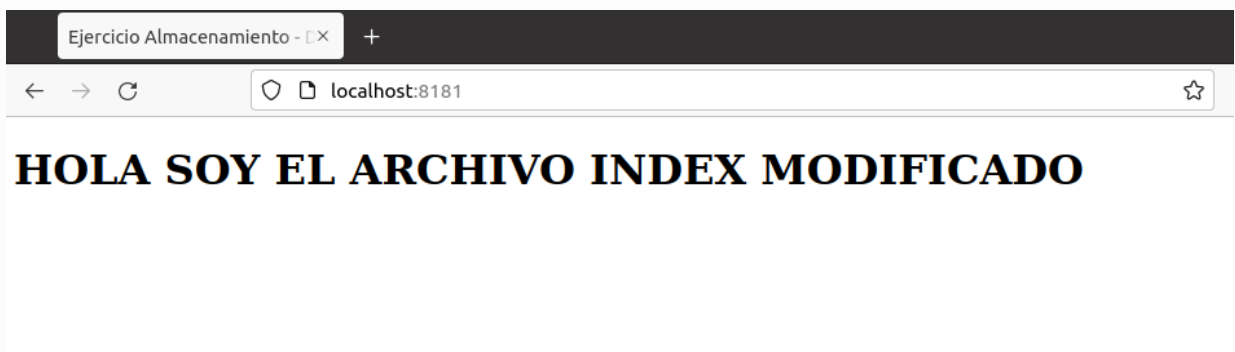 Ejercicio Almacenamiento -
localhost:8181
HOLA SOY EL ARCHIVO INDEX MODIFICADO